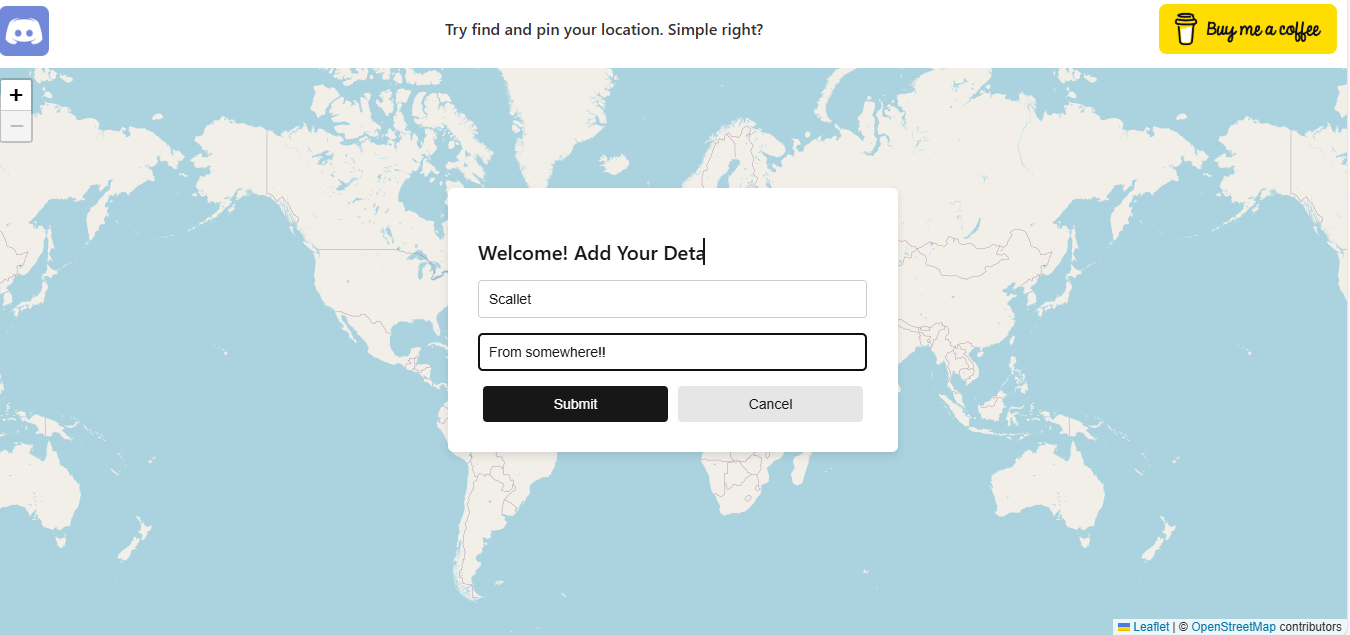 Try find and pin your location. Simple right?
Buy me a coffee
+
−
Welcome! Add Your Deta
Scallet
From somewhere!!
Submit
Cancel
Leaflet | © OpenStreetMap contributors